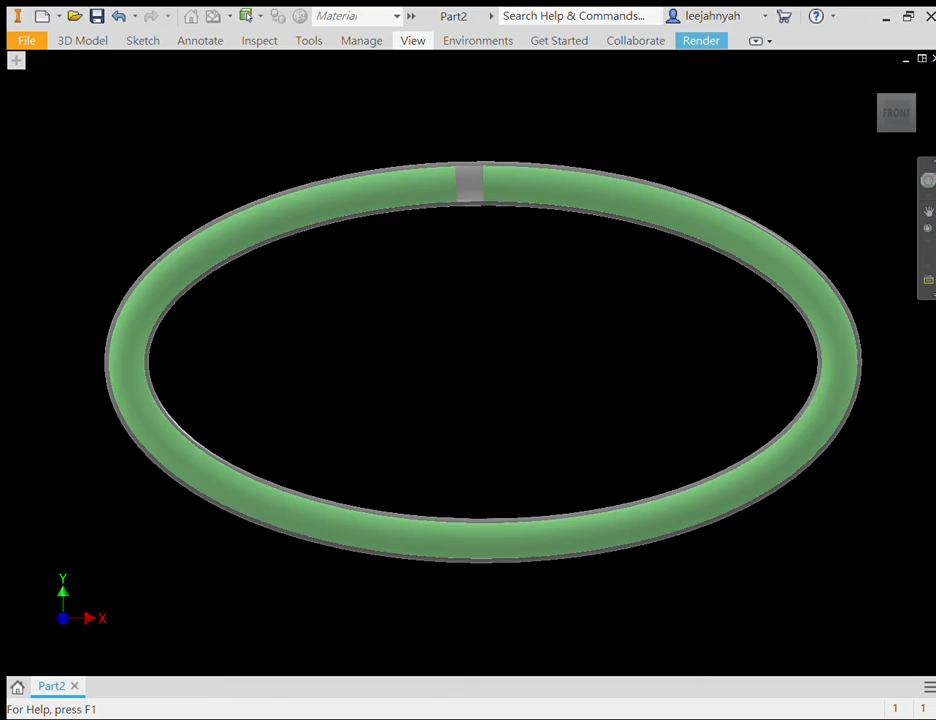 Material Part2 Search Help & Commands... leejahnyah
File 3D Model Sketch Annotate Inspect Tools Manage View Environments Get Started Collaborate Render
FRONT
Y
X
Part2
For Help, press F1 1 1